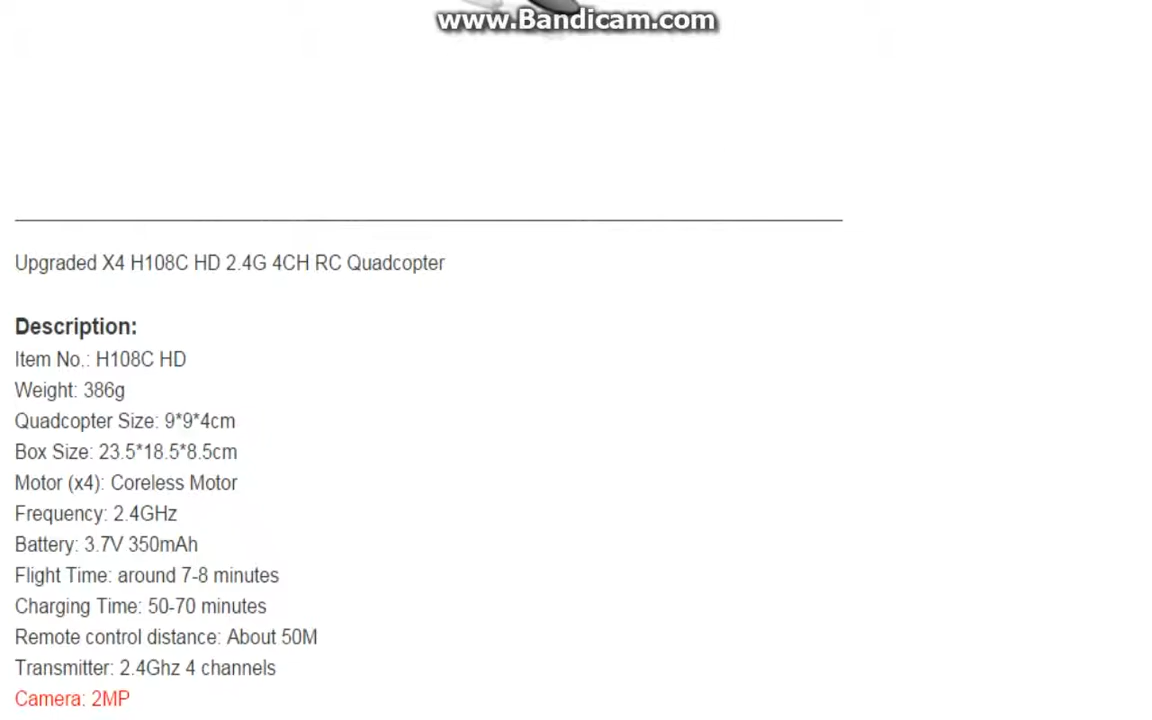 www.Bandicam.com
Upgraded X4 H108C HD 2.4G 4CH RC Quadcopter
Description:
Item No.: H108C HD
Weight: 386g
Quadcopter Size: 9*9*4cm
Box Size: 23.5*18.5*8.5cm
Motor (x4): Coreless Motor
Frequency: 2.4GHz
Battery: 3.7V 350mAh
Flight Time: around 7-8 minutes
Charging Time: 50-70 minutes
Remote control distance: About 50M
Transmitter: 2.4Ghz 4 channels
Camera: 2MP